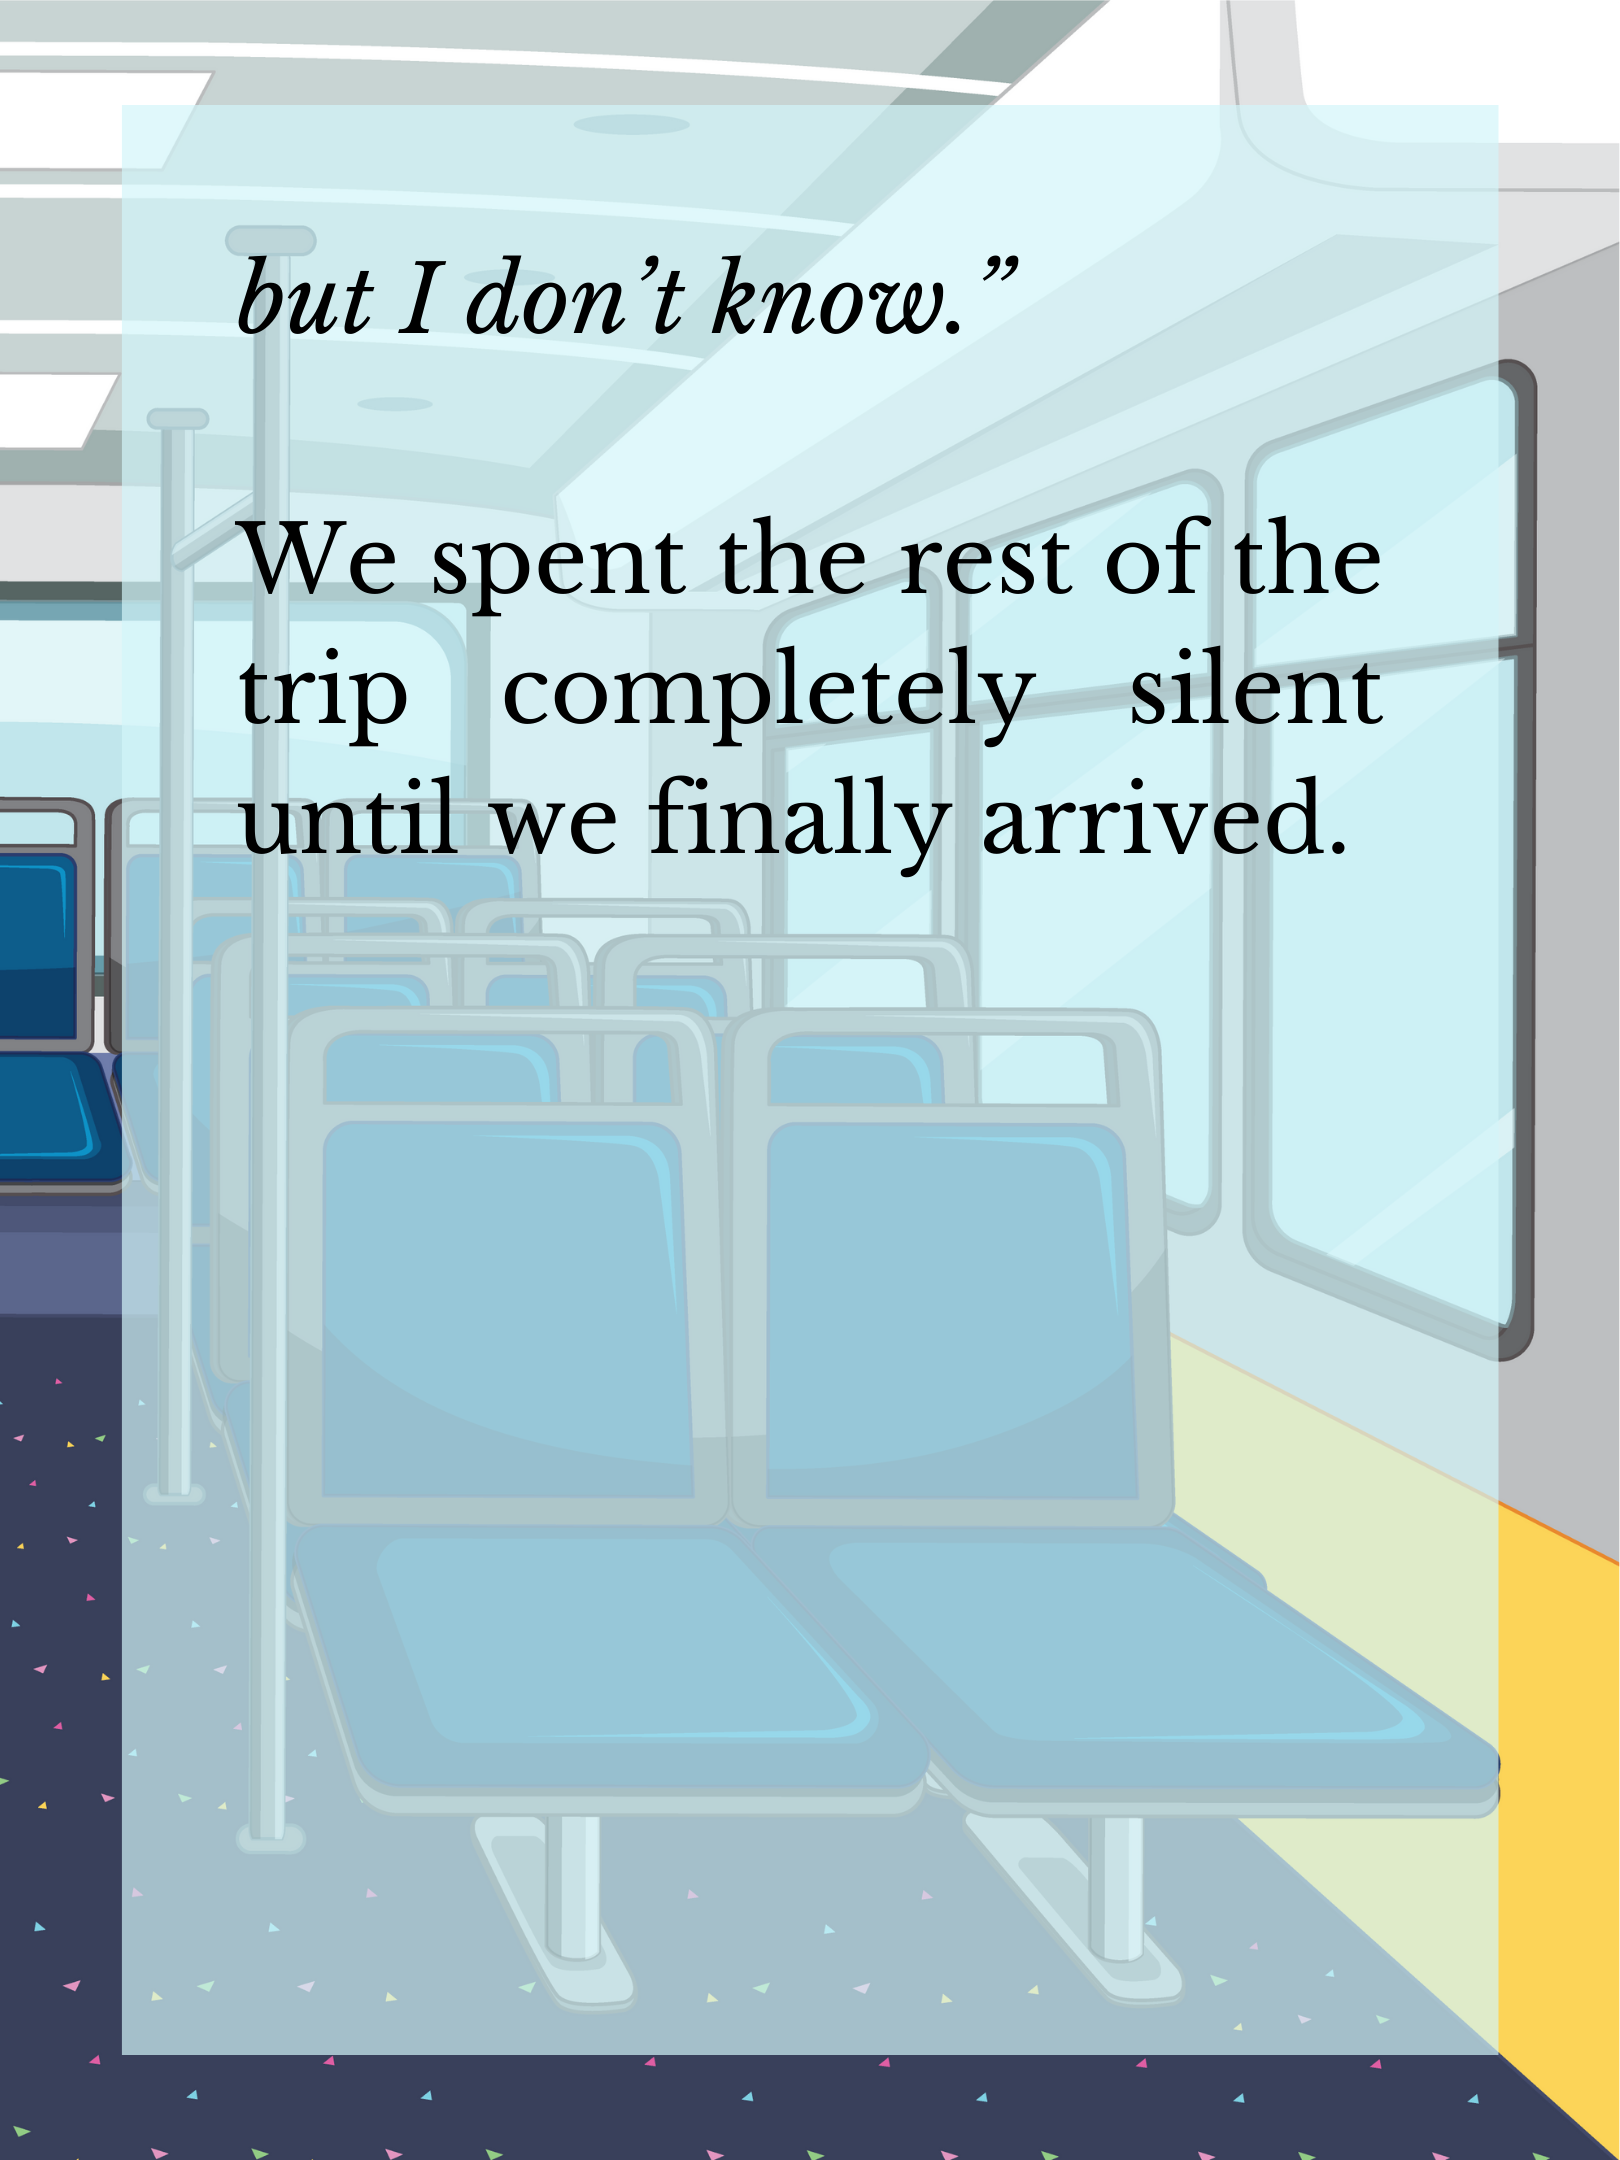 but I don’t know.”
We spent the rest of the
trip completely silent
until we finally arrived.